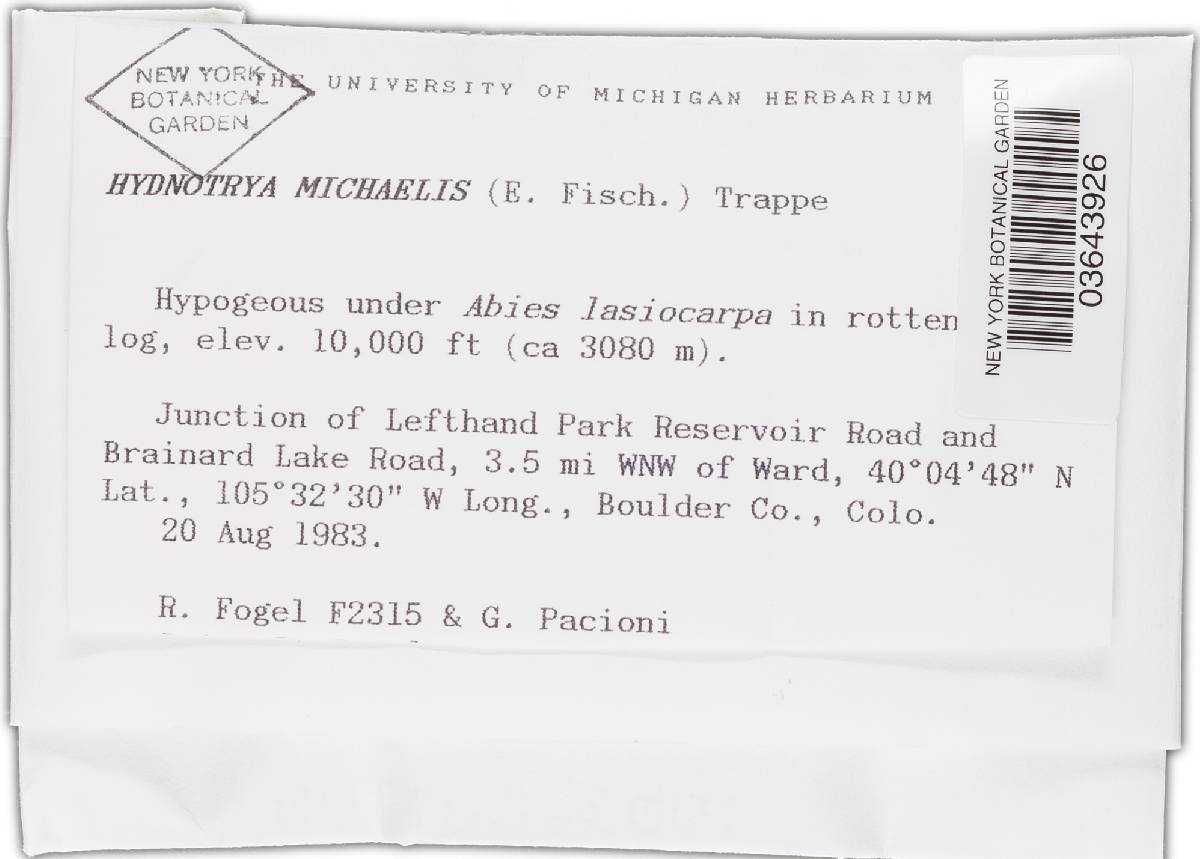 NEW YORK
BOTANICAL
GARDEN
THE UNIVERSITY OF MICHIGAN HERBARIUM
HYDNOTRYA MICHAELIS (E. Fisch.) Trappe
Hypogeous under Abies lasiocarpa in rotten
log, elev. 10,000 ft (ca 3080 m).
Junction of Lefthand Park Reservoir Road and
Brainard Lake Road, 3.5 mi WNW of Ward, 40°04'48" N
Lat., 105°32'30" W Long., Boulder Co., Colo.
20 Aug 1983.
R. Fogel F2315 & G. Pacioni
NEW YORK BOTANICAL GARDEN
03643926